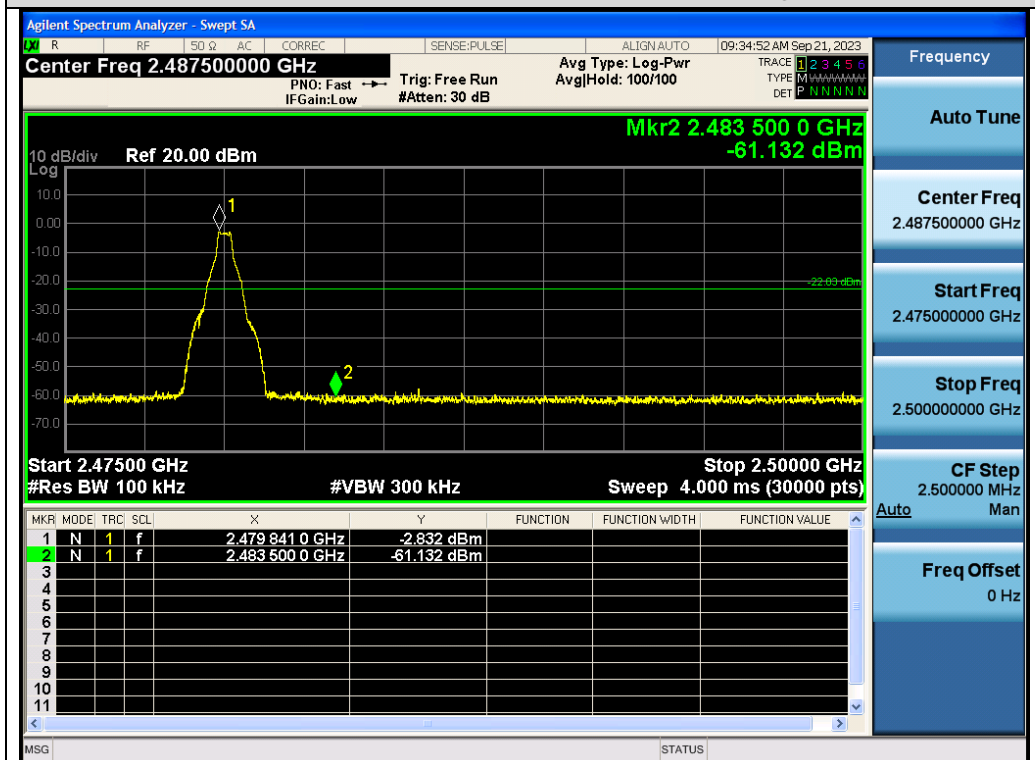 Agilent Spectrum Analyzer - Swept SA
LXI R RF 50 Ω AC CORREC SENSE:PULSE ALIGN AUTO 09:34:52 AM Sep 21, 2023
Center Freq 2.487500000 GHz
PNO: Fast
IFGain:Low
Trig: Free Run
#Atten: 30 dB
Avg Type: Log-Pwr
Avg|Hold: 100/100
TRACE 1 2 3 4 5 6
TYPE M WWWWW
DET P N N N N N
Frequency
Auto Tune
Center Freq
2.487500000 GHz
Start Freq
2.475000000 GHz
Stop Freq
2.500000000 GHz
CF Step
2.500000 MHz
Auto Man
Freq Offset
0 Hz
Mkr2 2.483 500 0 GHz
-61.132 dBm
10 dB/div Ref 20.00 dBm
Log
10.0
0.00
-10.0
-20.0
-30.0
-40.0
-50.0
-60.0
-70.0
1
2
-22.83 dBm
Start 2.47500 GHz Stop 2.50000 GHz
#Res BW 100 kHz #VBW 300 kHz Sweep 4.000 ms (30000 pts)
MKR MODE TRC SCL X Y FUNCTION FUNCTION WIDTH FUNCTION VALUE
1 N 1 f 2.479 841 0 GHz -2.832 dBm
2 N 1 f 2.483 500 0 GHz -61.132 dBm
3
4
5
6
7
8
9
10
11
MSG STATUS